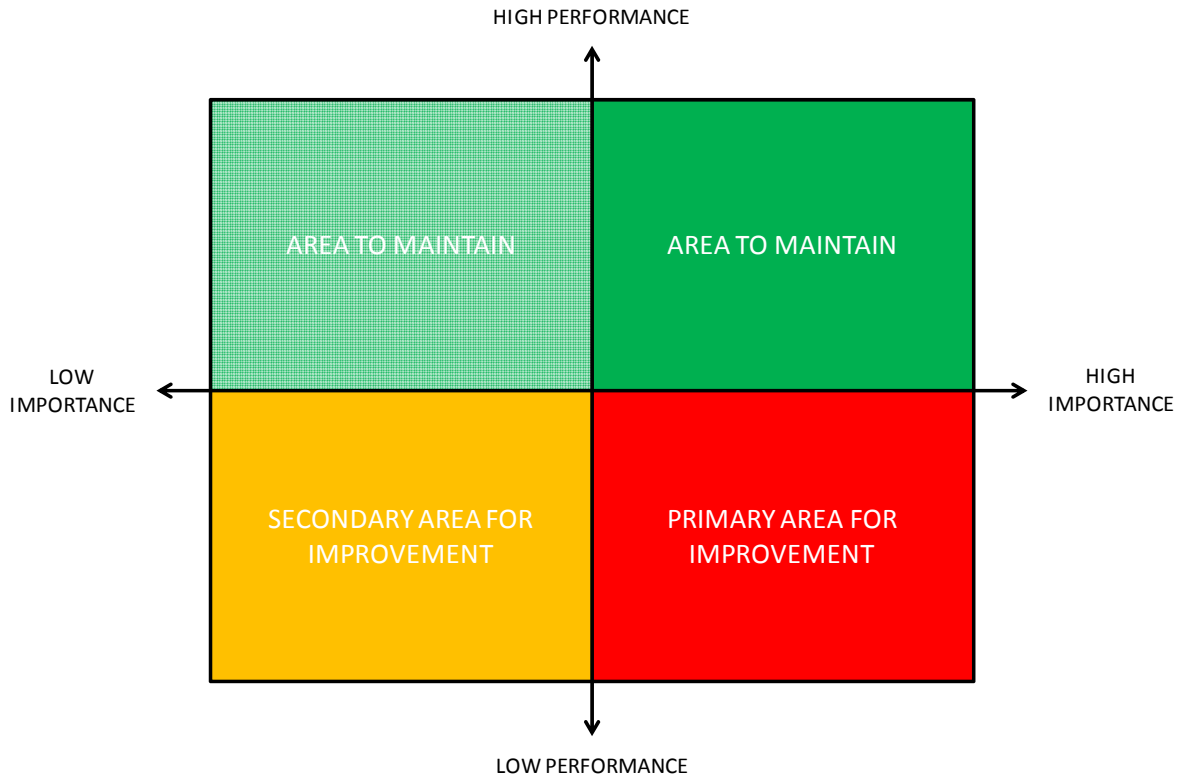 HIGH PERFORMANCE
AREA TO MAINTAIN
AREA TO MAINTAIN
LOW
IMPORTANCE
HIGH
IMPORTANCE
SECONDARY AREA FOR
IMPROVEMENT
PRIMARY AREA FOR
IMPROVEMENT
LOW PERFORMANCE